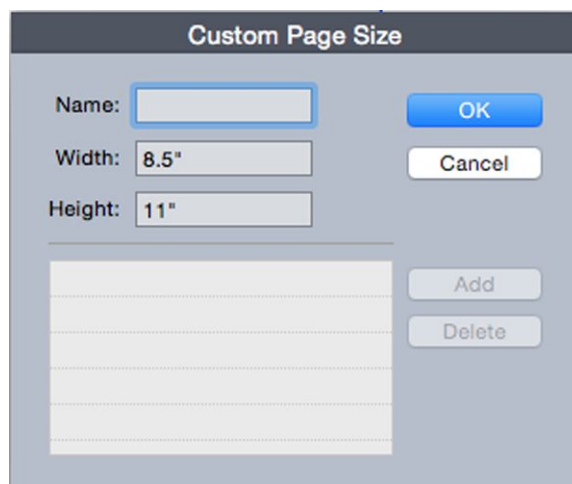 Custom Page Size
Name:
OK
Width: 8.5"
Cancel
Height: 11"
Add
Delete